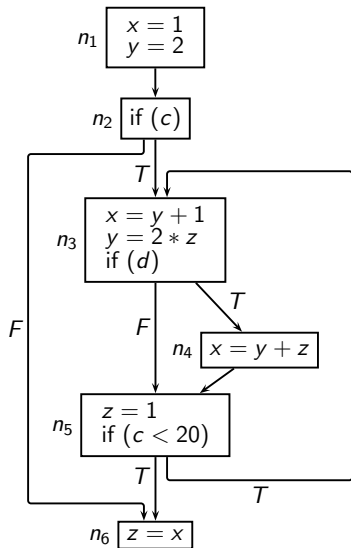 n1
x = 1
y = 2
n2
if (c)
T
n3
x = y + 1
y = 2 * z
if (d)
T
F
F
n4
x = y + z
n5
z = 1
if (c < 20)
T
T
n6
z = x